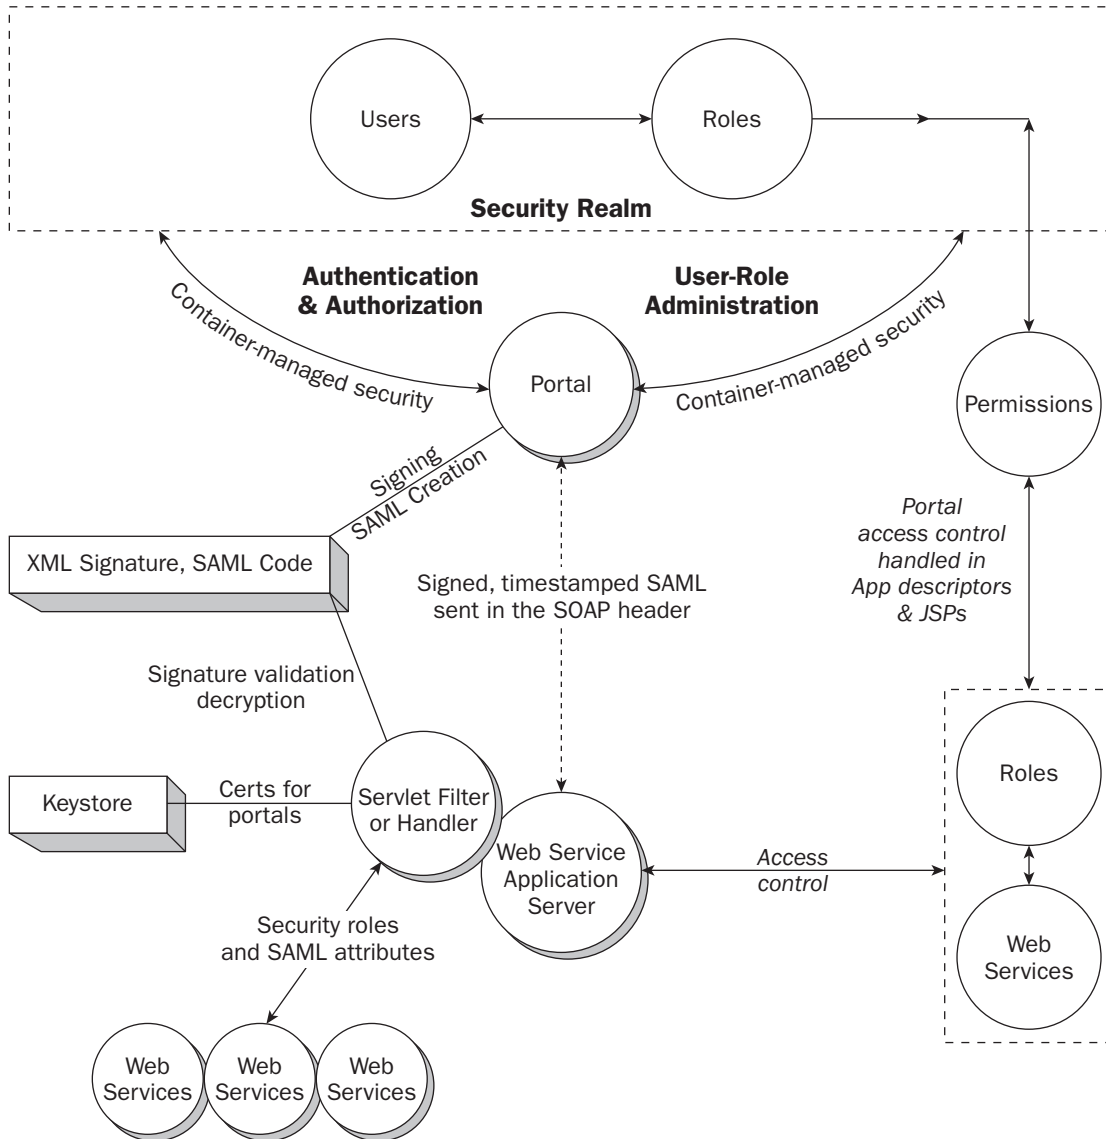 Users
Roles
Security Realm
Authentication
& Authorization
User-Role
Administration
Container-managed security
Container-managed security
Portal
Permissions
Signing
SAML Creation
Portal
access control
handled in
App descriptors
& JSPs
XML Signature, SAML Code
Signed, timestamped SAML
sent in the SOAP header
Signature validation
decryption
Roles
Keystore
Certs for
portals
Servlet Filter
or Handler
Web Service
Application
Server
Access
control
Security roles
and SAML attributes
Web
Services
Web
Services
Web
Services
Web
Services